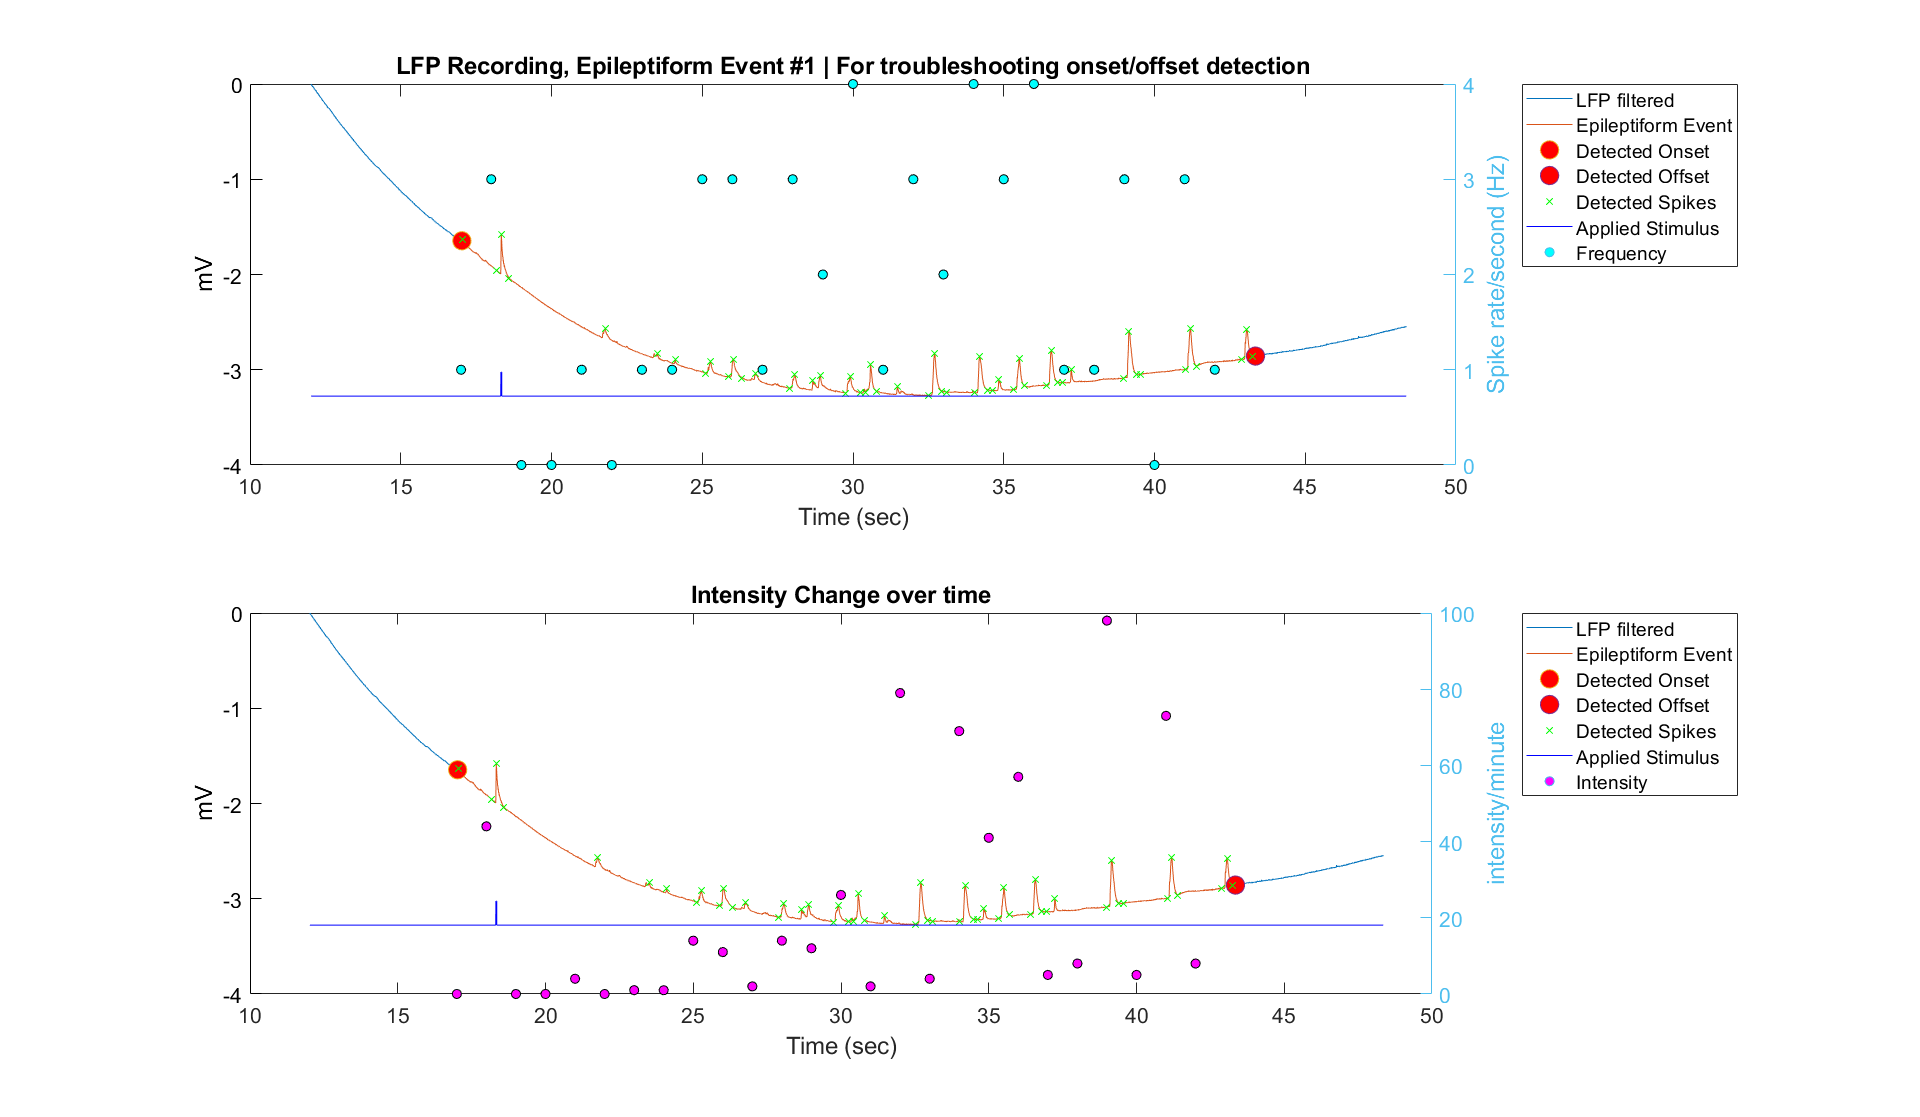 LFP Recording, Epileptiform Event #1 | For troubleshooting onset/offset detection
0
-1
-2
-3
-4
mV
4
3
2
1
0
Spike rate/second (Hz)
10 15 20 25 30 35 40 45 50
Time (sec)
LFP filtered
Epileptiform Event
Detected Onset
Detected Offset
Detected Spikes
Applied Stimulus
Frequency
Intensity Change over time
0
-1
-2
-3
-4
mV
100
80
60
40
20
0
intensity/minute
10 15 20 25 30 35 40 45 50
Time (sec)
LFP filtered
Epileptiform Event
Detected Onset
Detected Offset
Detected Spikes
Applied Stimulus
Intensity